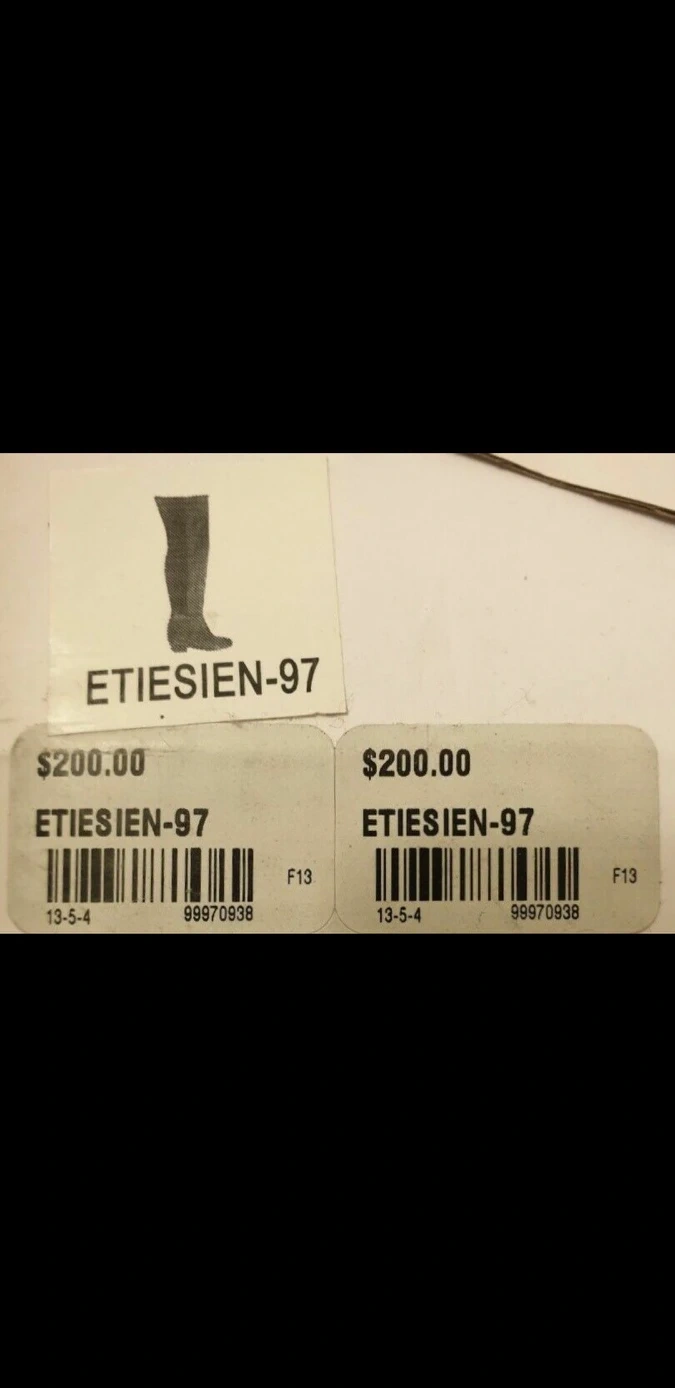 ETIESIEN-97
$200.00
ETIESIEN-97
F13
13-5-4 99970938
$200.00
ETIESIEN-97
F13
13-5-4 99970938